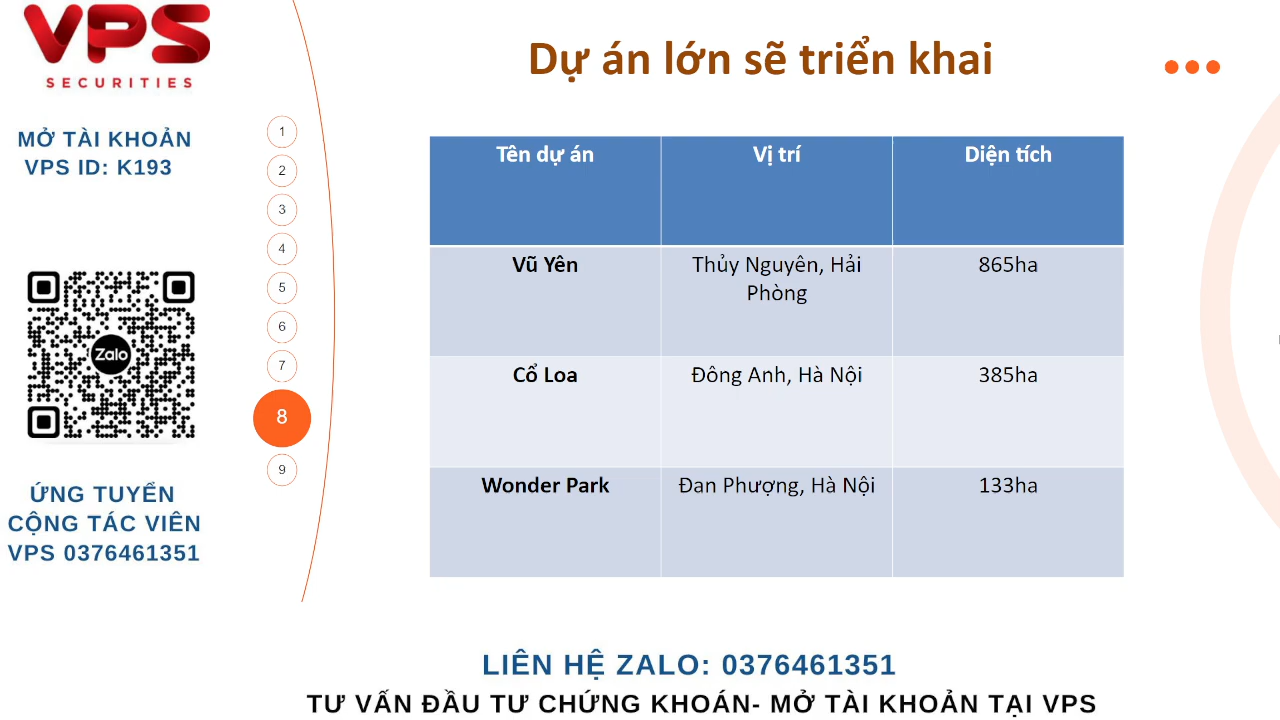 VPS
SECURITIES
MỞ TÀI KHOẢN
VPS ID: K193
Zalo
ỨNG TUYỂN
CỘNG TÁC VIÊN
VPS 0376461351
1
2
3
4
5
6
7
8
9
Dự án lớn sẽ triển khai
Tên dự án Vị trí Diện tích
Vũ Yên Thủy Nguyên, Hải 865ha
Phòng
Cổ Loa Đông Anh, Hà Nội 385ha
Wonder Park Đan Phượng, Hà Nội 133ha
LIÊN HỆ ZALO: 0376461351
TƯ VẤN ĐẦU TƯ CHỨNG KHOÁN- MỞ TÀI KHOẢN TẠI VPS